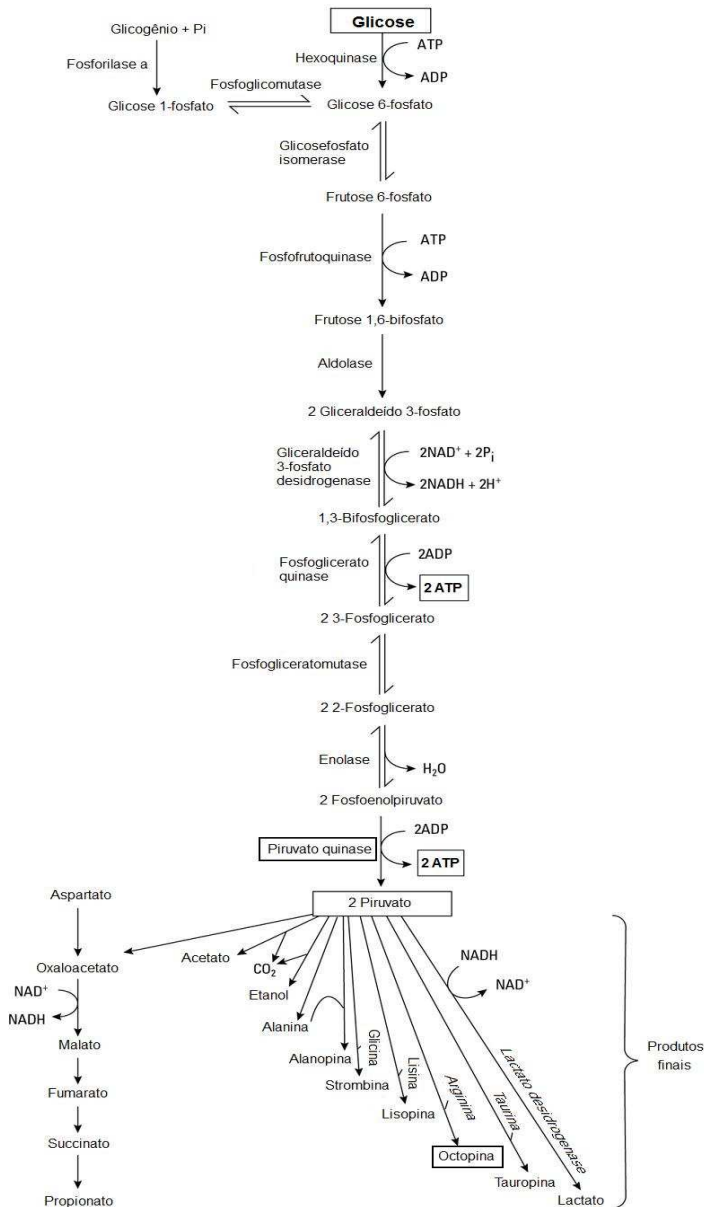 Glicogênio + Pi
Glicose
Fosforilase a
Hexoquinase
ATP
ADP
Fosfoglicomutase
Glicose 1-fosfato
Glicose 6-fosfato
Glicosefosfato
isomerase
Frutose 6-fosfato
Fosfofrutoquinase
ATP
ADP
Frutose 1,6-bifosfato
Aldolase
2 Gliceraldeído 3-fosfato
Gliceraldeído
3-fosfato
desidrogenase
2NAD⁺ + 2Pᵢ
2NADH + 2H⁺
1,3-Bifosfoglicerato
Fosfoglicerato
quinase
2ADP
2 ATP
2 3-Fosfoglicerato
Fosfogliceratomutase
2 2-Fosfoglicerato
Enolase
H₂O
2 Fosfoenolpiruvato
Piruvato quinase
2ADP
2 ATP
2 Piruvato
Aspartato
Oxaloacetato
NAD⁺
NADH
Malato
Fumarato
Succinato
Propionato
Acetato
CO₂
Etanol
Alanina
Alanopina
Glicina
Strombina
Lisina
Lisopina
Arginina
Octopina
Taurina
Tauropina
NADH
NAD⁺
Lactato desidrogenase
Lactato
Produtos
finais